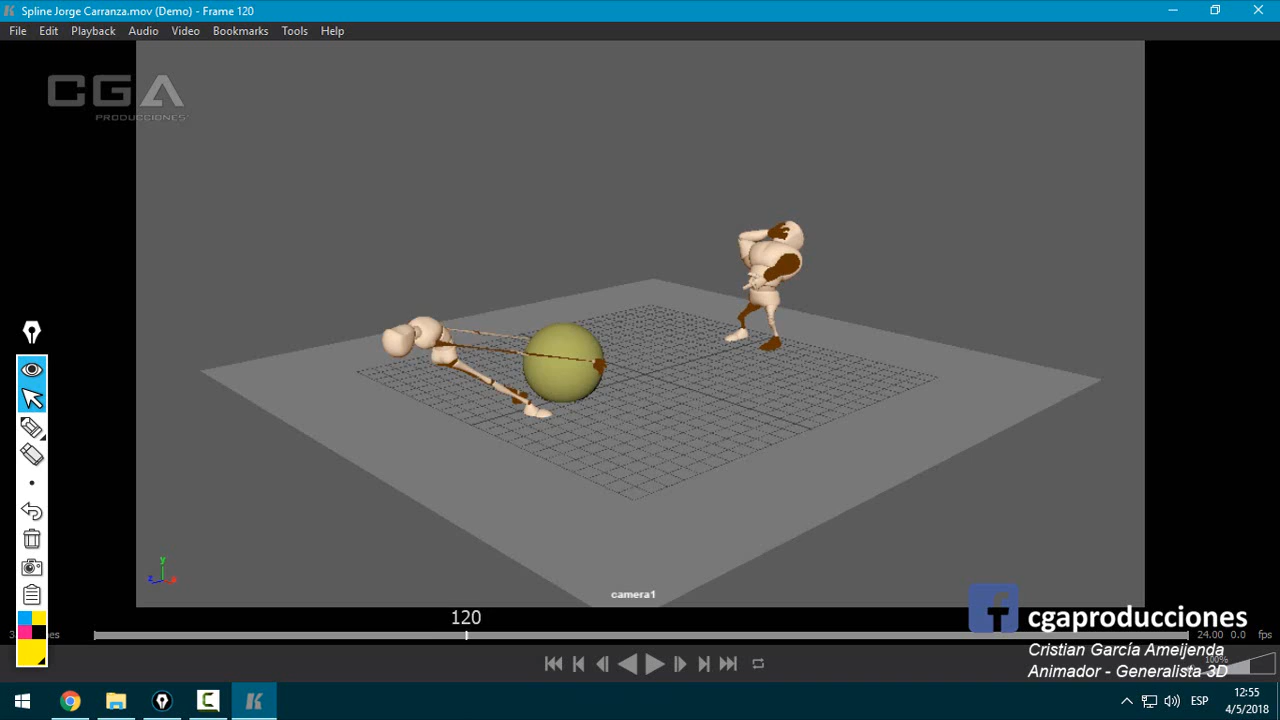 Spline Jorge Carranza.mov (Demo) - Frame 120
File Edit Playback Audio Video Bookmarks Tools Help
CGA
PRODUCCIONES
y
z x
camera1
120
24.00 0.0 fps
cgaproducciones
Cristian García Ameijenda
Animador - Generalista 3D
100%
ESP
12:55
4/5/2018